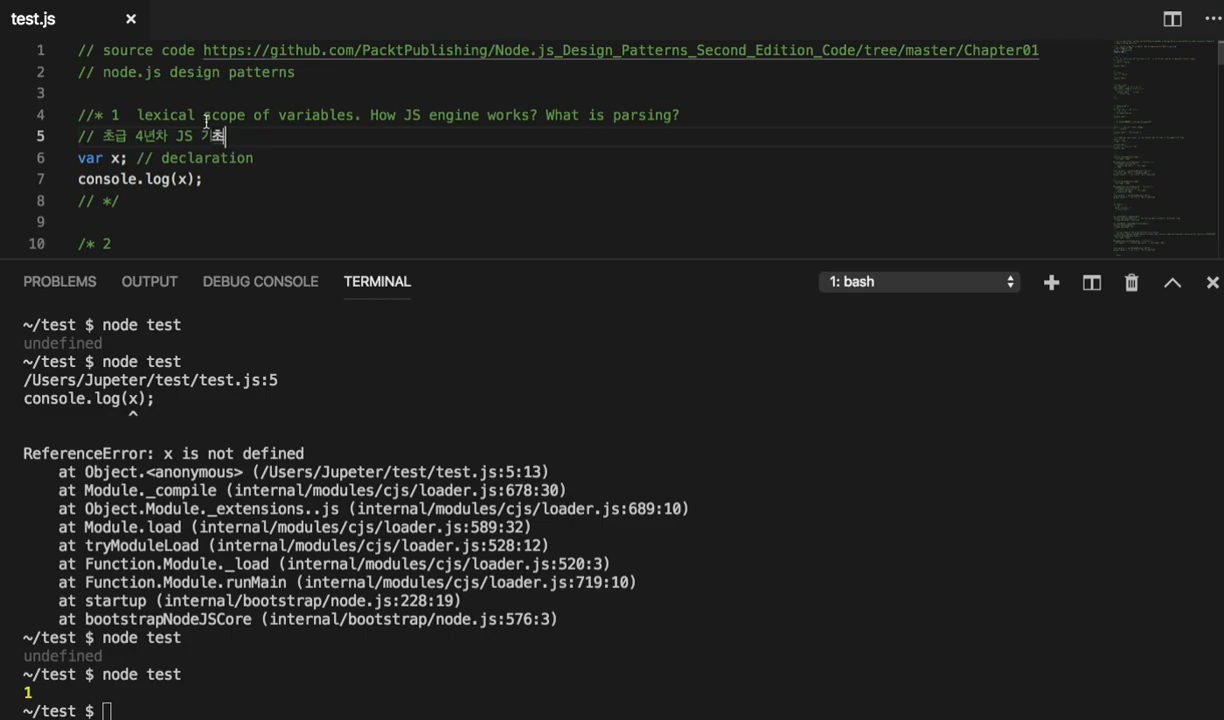 test.js
1 // source code https://github.com/PacktPublishing/Node.js_Design_Patterns_Second_Edition_Code/tree/master/Chapter01
2 // node.js design patterns
3
4 //* 1 lexical scope of variables. How JS engine works? What is parsing?
5 // 초급 4년차 JS 기초
6 var x; // declaration
7 console.log(x);
8 // */
9
10 /* 2
PROBLEMS OUTPUT DEBUG CONSOLE TERMINAL 1: bash
~/test $ node test
undefined
~/test $ node test
/Users/Jupeter/test/test.js:5
console.log(x);
^
ReferenceError: x is not defined
at Object.<anonymous> (/Users/Jupeter/test/test.js:5:13)
at Module._compile (internal/modules/cjs/loader.js:678:30)
at Object.Module._extensions..js (internal/modules/cjs/loader.js:689:10)
at Module.load (internal/modules/cjs/loader.js:589:32)
at tryModuleLoad (internal/modules/cjs/loader.js:528:12)
at Function.Module._load (internal/modules/cjs/loader.js:520:3)
at Function.Module.runMain (internal/modules/cjs/loader.js:719:10)
at startup (internal/bootstrap/node.js:228:19)
at bootstrapNodeJSCore (internal/bootstrap/node.js:576:3)
~/test $ node test
undefined
~/test $ node test
1
~/test $